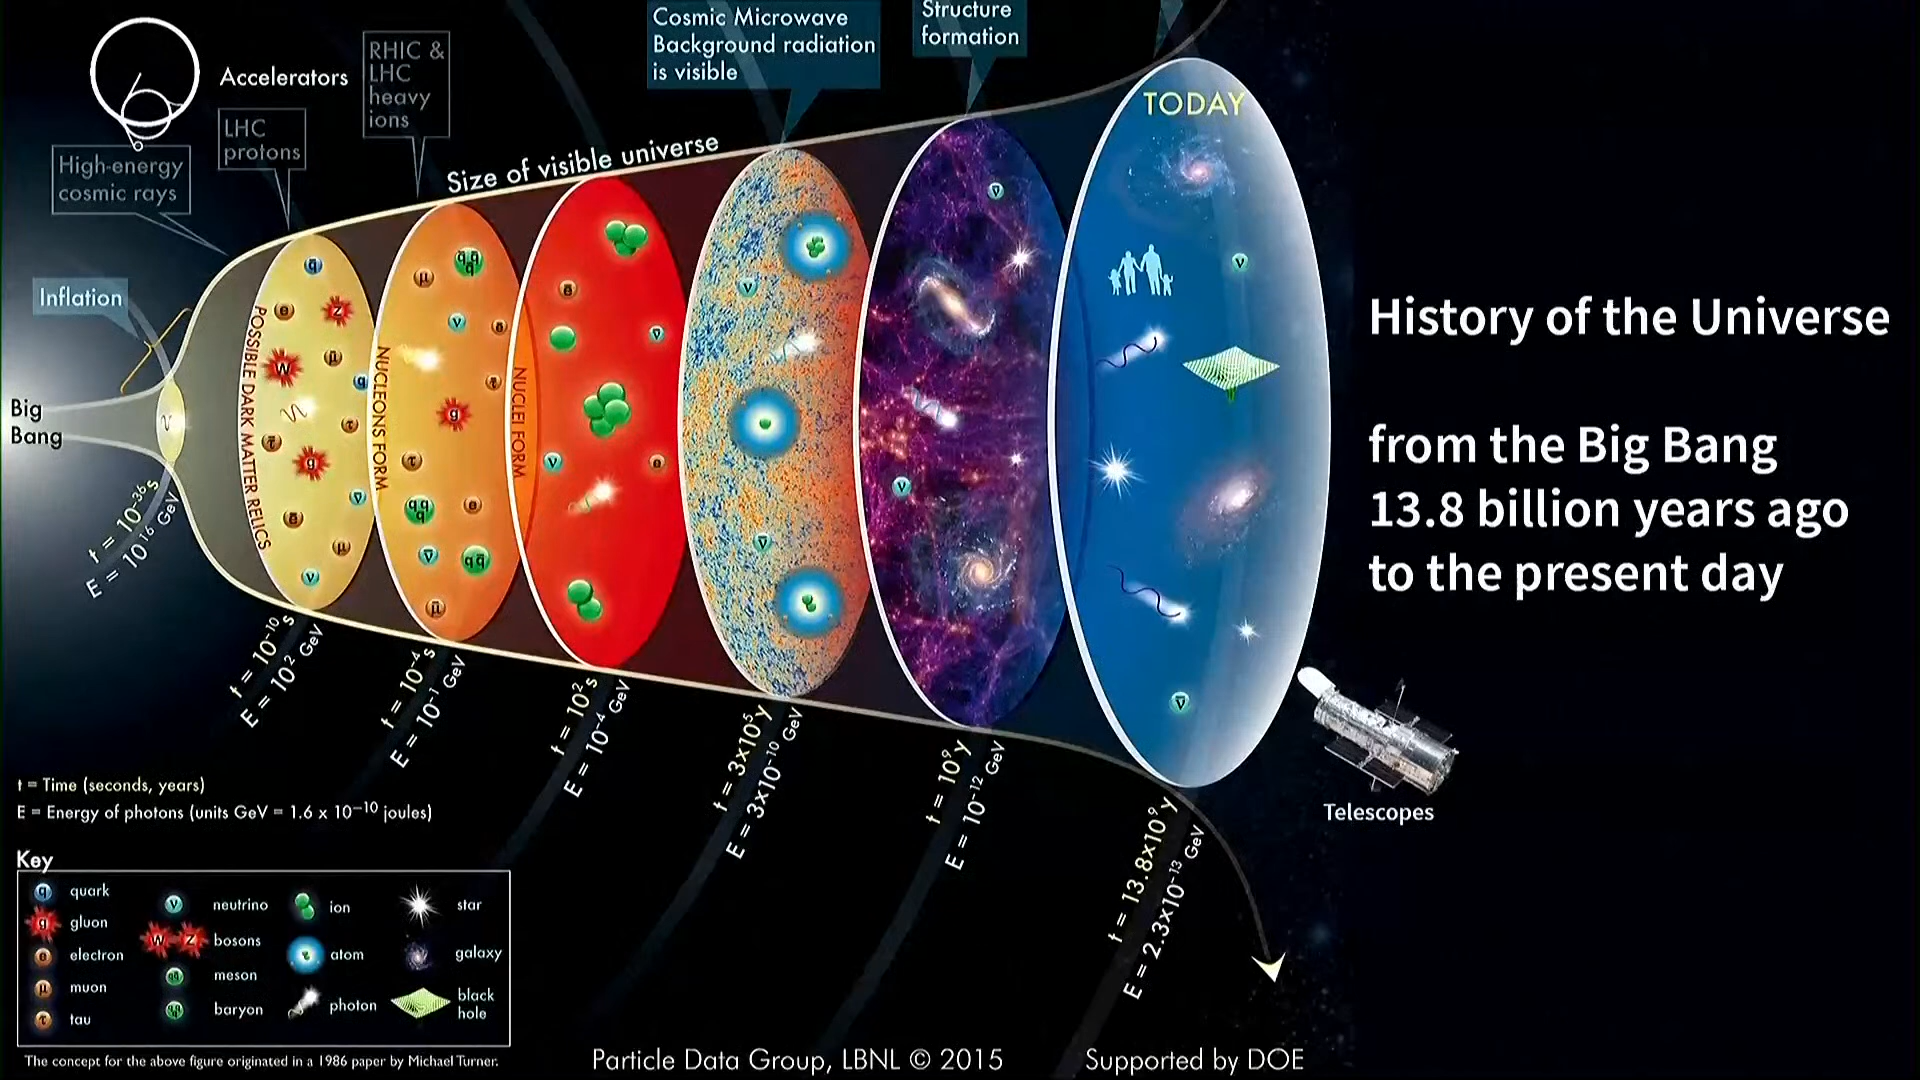 Cosmic Microwave
Background radiation
is visible
Structure
formation
Accelerators
RHIC &
LHC
heavy
ions
LHC
protons
High-energy
cosmic rays
Size of visible universe
TODAY
Inflation
Big
Bang
POSSIBLE DARK MATTER RELICS
NUCLEONS FORM
NUCLEI FORM
History of the Universe
from the Big Bang
13.8 billion years ago
to the present day
t = 10⁻³⁶ s
E = 10¹⁶ GeV
t = 10⁻¹⁰ s
E = 10² GeV
t = 10⁻⁴ s
E = 10⁻¹ GeV
t = 10² s
E = 10⁻⁴ GeV
t = 3x10⁵ y
E = 3x10⁻¹⁰ GeV
t = 10⁹ y
E = 10⁻¹² GeV
t = 13.8x10⁹ y
E = 2.3x10⁻¹³ GeV
Telescopes
t = Time (seconds, years)
E = Energy of photons (units GeV = 1.6 x 10⁻¹⁰ joules)
Key
q quark
g gluon
e electron
μ muon
τ tau
ν neutrino
W Z bosons
qq̄ meson
qqq baryon
ion
atom
photon
star
galaxy
black
hole
The concept for the above figure originated in a 1986 paper by Michael Turner.
Particle Data Group, LBNL © 2015
Supported by DOE